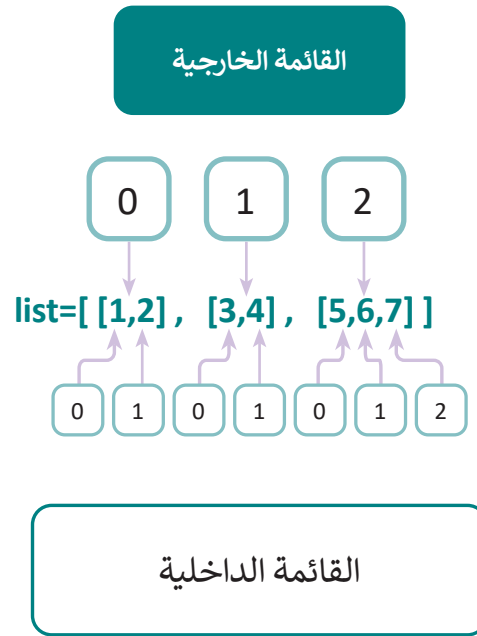 القائمة الخارجية
0 1 2
list=[ [1,2] , [3,4] , [5,6,7] ]
0 1 0 1 0 1 2
القائمة الداخلية